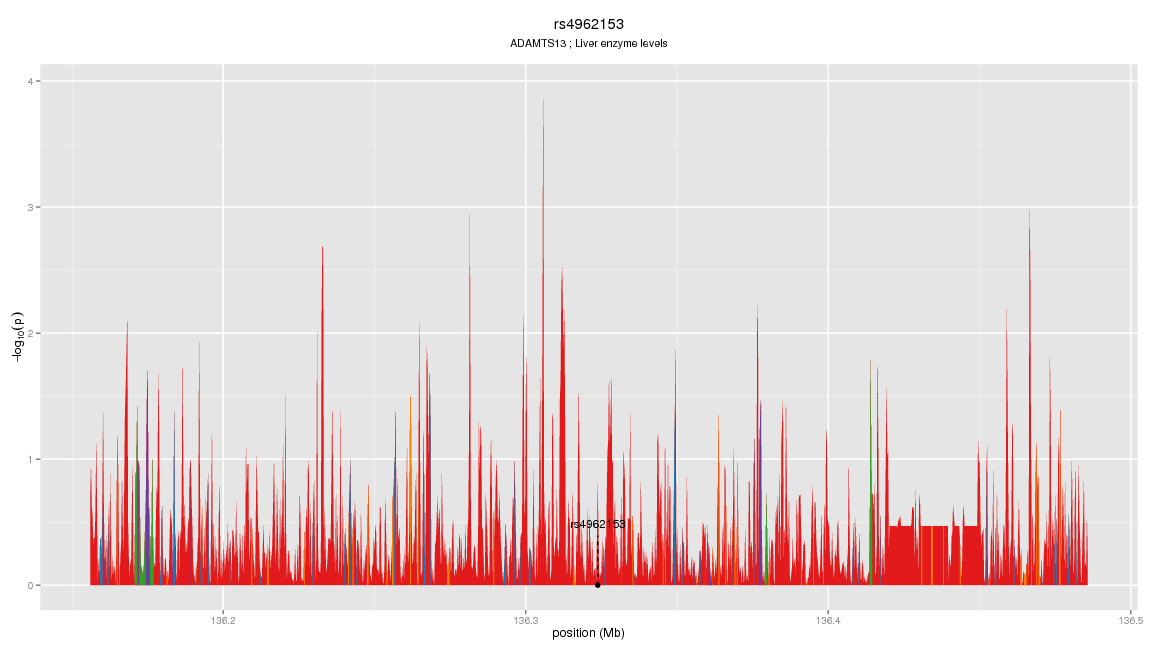 rs4962153
ADAMTS13 ; Liver enzyme levels
4
3
2
1
0
−log10(p)
rs4962153
136.2
136.3
136.4
136.5
position (Mb)